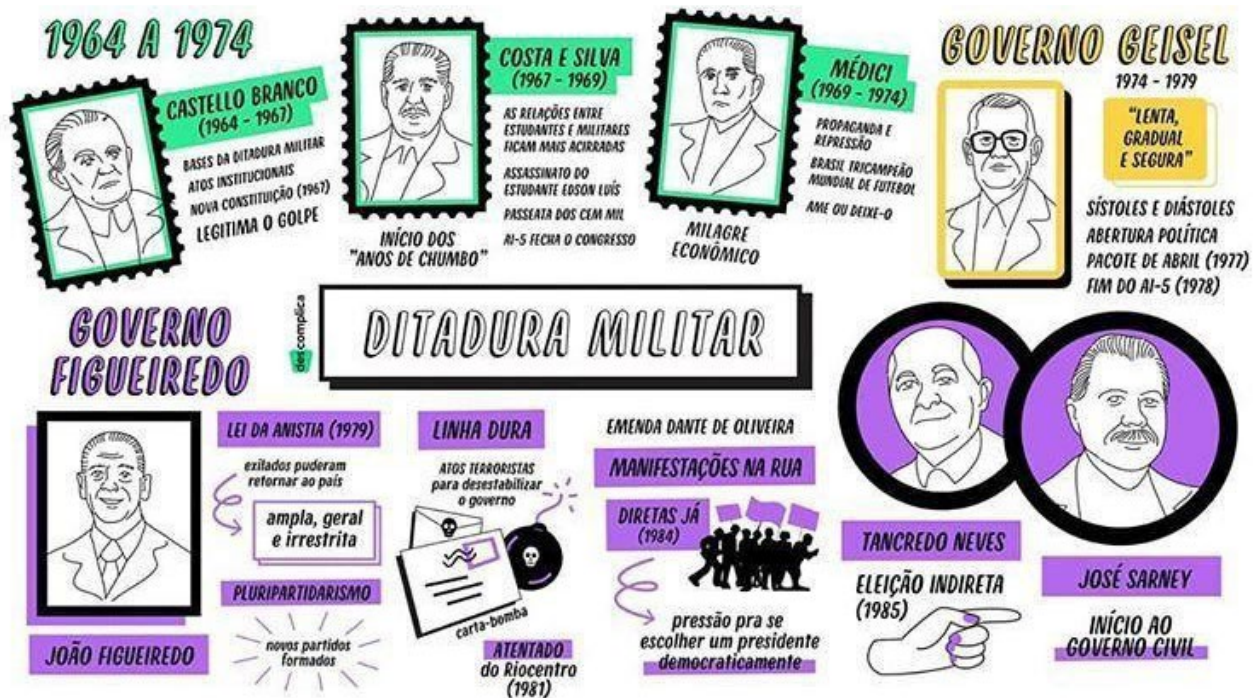 1964 A 1974
CASTELLO BRANCO
(1964 - 1967)
BASES DA DITADURA MILITAR
ATOS INSTITUCIONAIS
NOVA CONSTITUIÇÃO (1967)
LEGITIMA O GOLPE
COSTA E SILVA
(1967 - 1969)
AS RELAÇÕES ENTRE
ESTUDANTES E MILITARES
FICAM MAIS ACIRRADAS
ASSASSINATO DO
ESTUDANTE EDSON LUÍS
PASSEATA DOS CEM MIL
AI-5 FECHA O CONGRESSO
INÍCIO DOS
"ANOS DE CHUMBO"
MÉDICI
(1969 - 1974)
PROPAGANDA E
REPRESSÃO
BRASIL TRICAMPEÃO
MUNDIAL DE FUTEBOL
AME OU DEIXE-O
MILAGRE
ECONÔMICO
GOVERNO GEISEL
1974 - 1979
"LENTA,
GRADUAL
E SEGURA"
SÍSTOLES E DIÁSTOLES
ABERTURA POLÍTICA
PACOTE DE ABRIL (1977)
FIM DO AI-5 (1978)
descomplica
DITADURA MILITAR
GOVERNO
FIGUEIREDO
JOÃO FIGUEIREDO
LEI DA ANISTIA (1979)
exilados puderam
retornar ao país
ampla, geral
e irrestrita
PLURIPARTIDARISMO
novos partidos
formados
LINHA DURA
ATOS TERRORISTAS
para desestabilizar
o governo
carta-bomba
ATENTADO
do Riocentro
(1981)
EMENDA DANTE DE OLIVEIRA
MANIFESTAÇÕES NA RUA
DIRETAS JÁ
(1984)
pressão pra se
escolher um presidente
democraticamente
TANCREDO NEVES
ELEIÇÃO INDIRETA
(1985)
JOSÉ SARNEY
INÍCIO AO
GOVERNO CIVIL